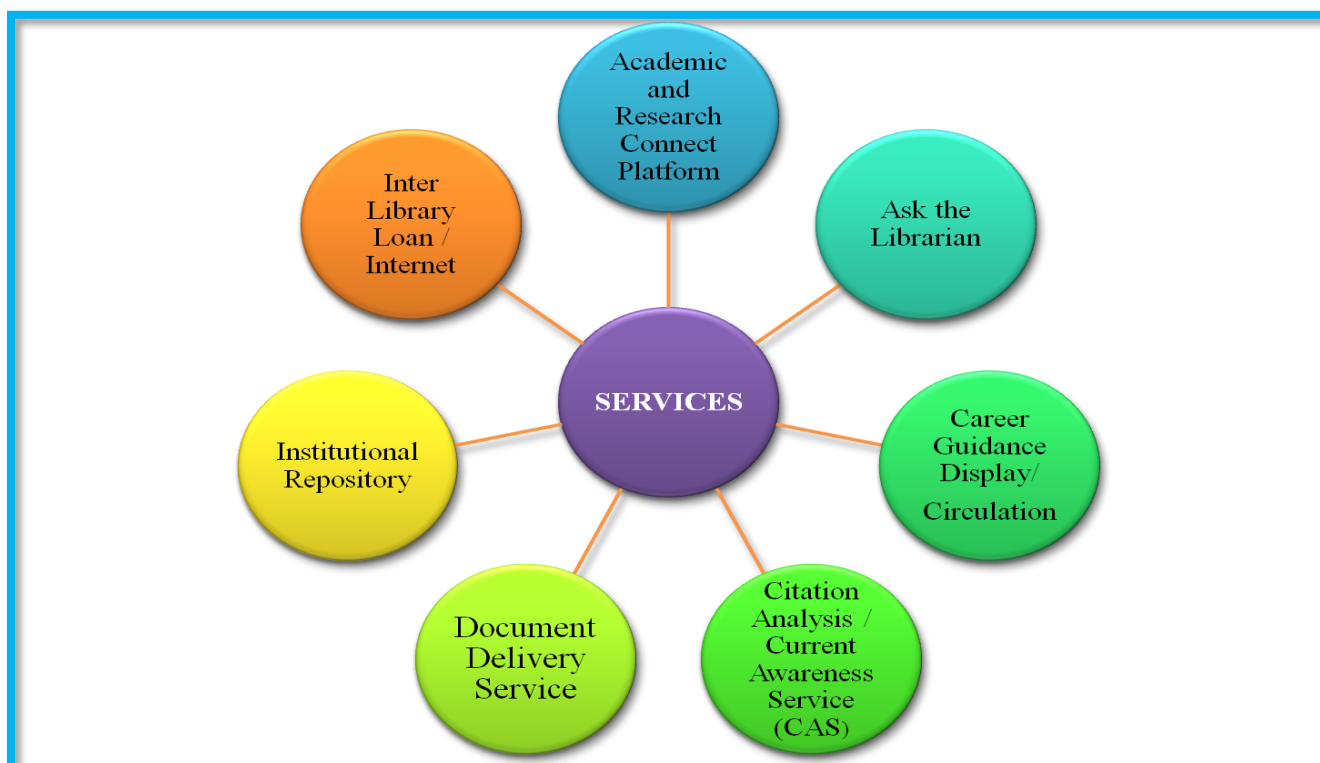 Academic
and
Research
Connect
Platform
Ask the
Librarian
Career
Guidance
Display/
Circulation
Citation
Analysis /
Current
Awareness
Service
(CAS)
Document
Delivery
Service
Institutional
Repository
Inter
Library
Loan /
Internet
SERVICES